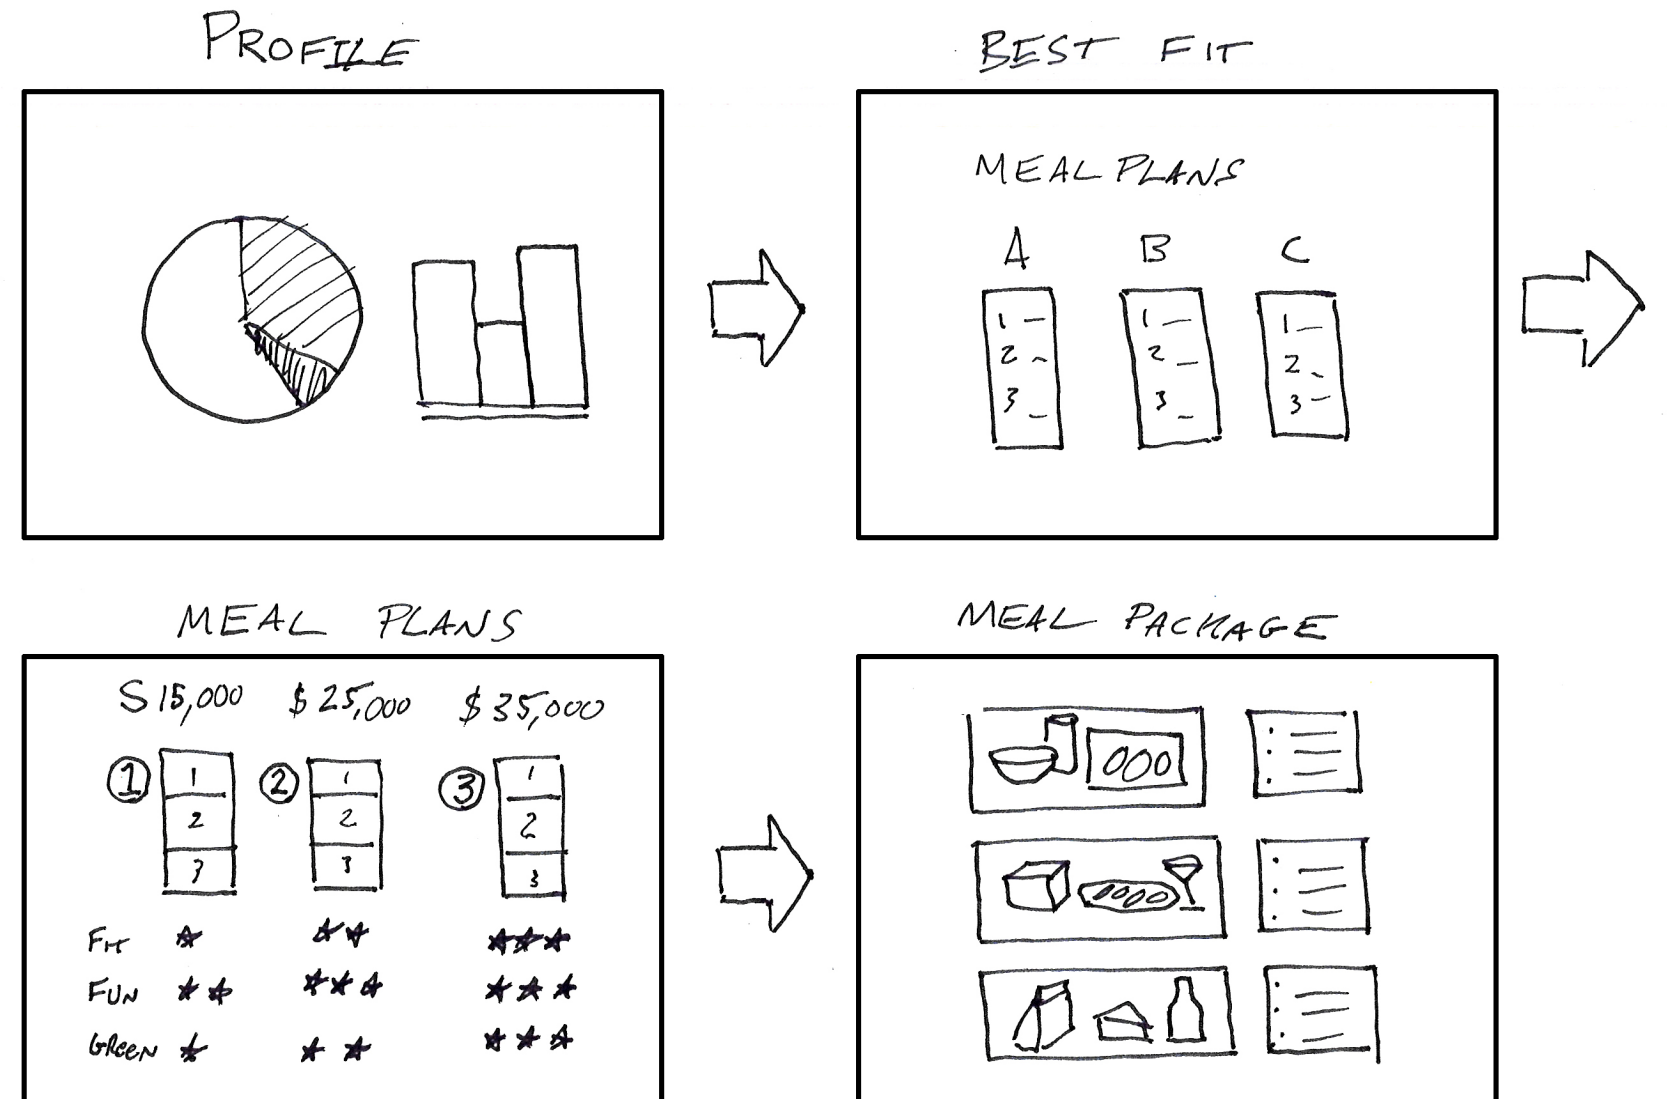 PROFILE
BEST FIT
MEAL PLANS
A B C
1 1 1
2 2 2
3 3 3
MEAL PLANS
$15,000 $25,000 $35,000
1 1 2 1 3 1
2 2 2
3 3 3
FIT
FUN
GREEN
MEAL PACKAGE